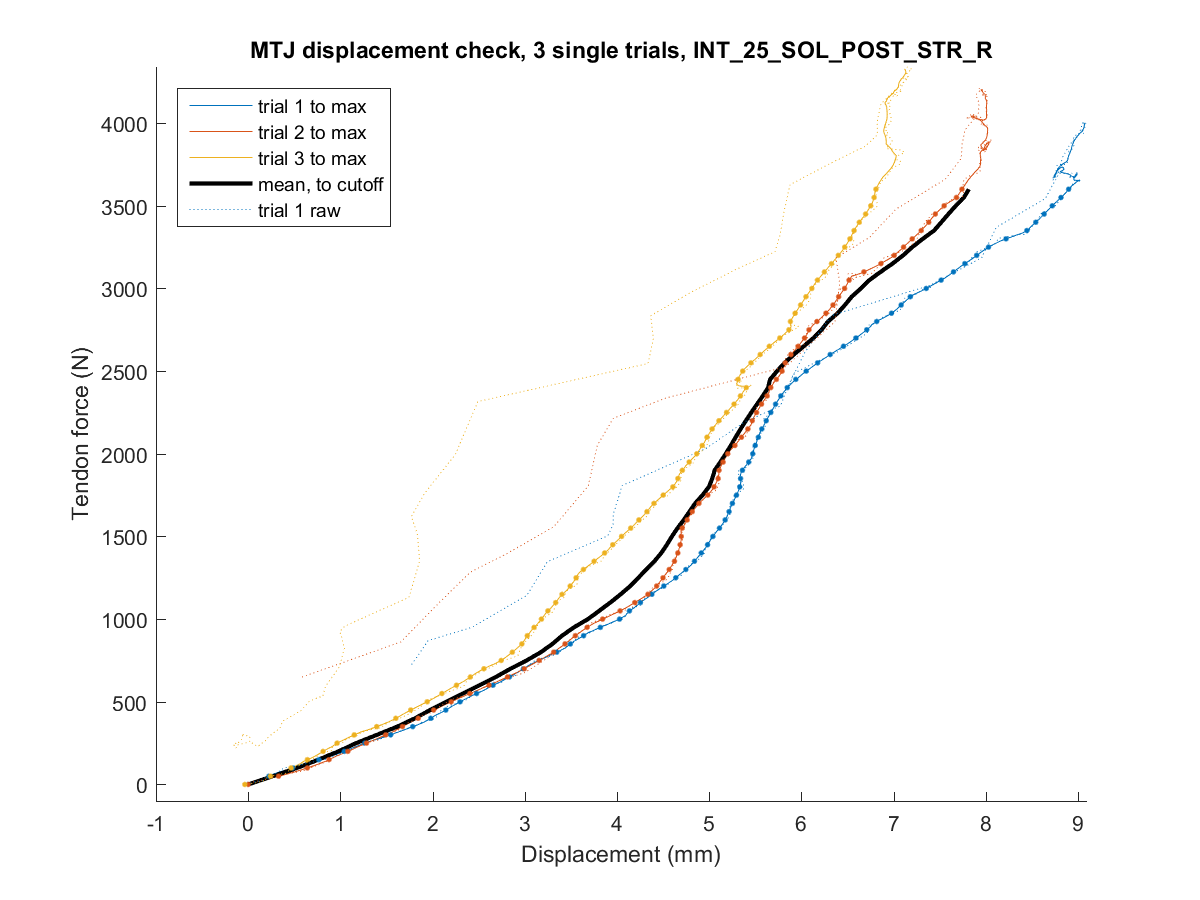 MTJ displacement check, 3 single trials, INT_25_SOL_POST_STR_R
trial 1 to max
trial 2 to max
trial 3 to max
mean, to cutoff
trial 1 raw
4000
3500
3000
2500
2000
1500
1000
500
0
Tendon force (N)
-1 0 1 2 3 4 5 6 7 8 9
Displacement (mm)